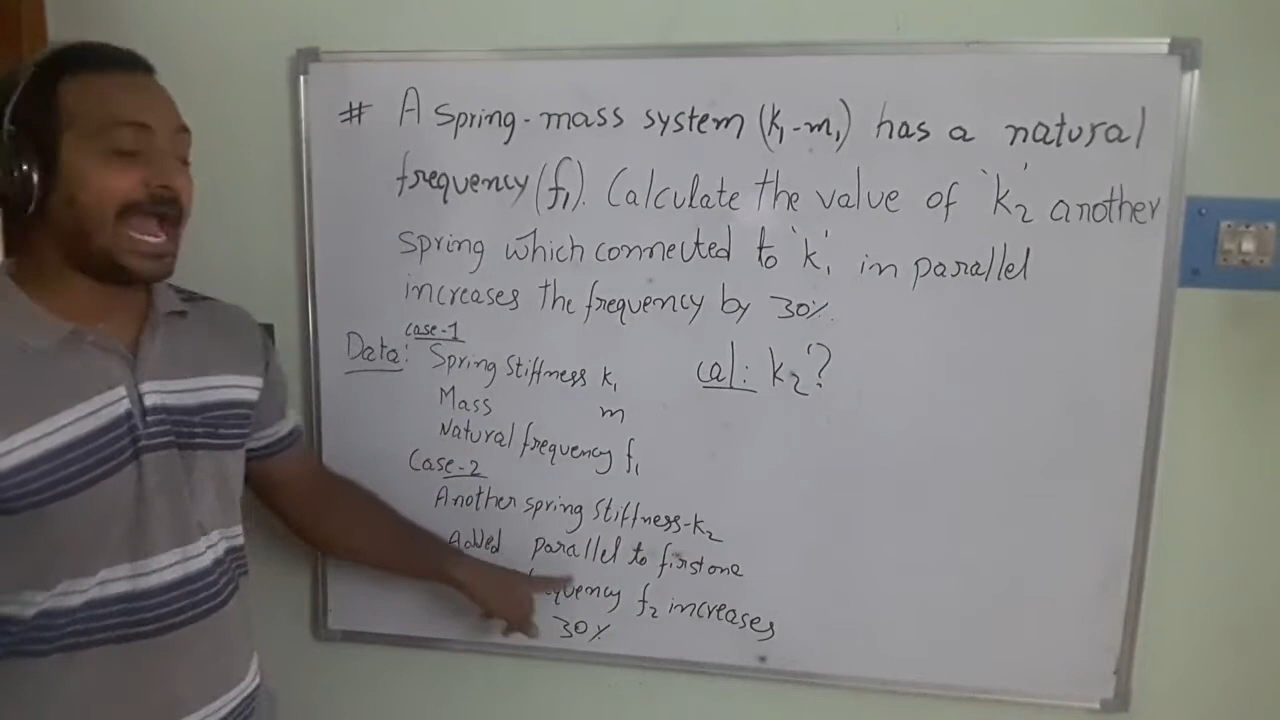 # A spring-mass system (k₁-m₁) has a natural
frequency (f₁). Calculate the value of 'k₂' another
spring which connected to 'k₁' in parallel
increases the frequency by 30%.
case-1
Data: Spring stiffness k₁
cal: k₂?
Mass m
Natural frequency f₁
Case-2
Another spring stiffness-k₂
Added parallel to first one
f₂ increases
30%